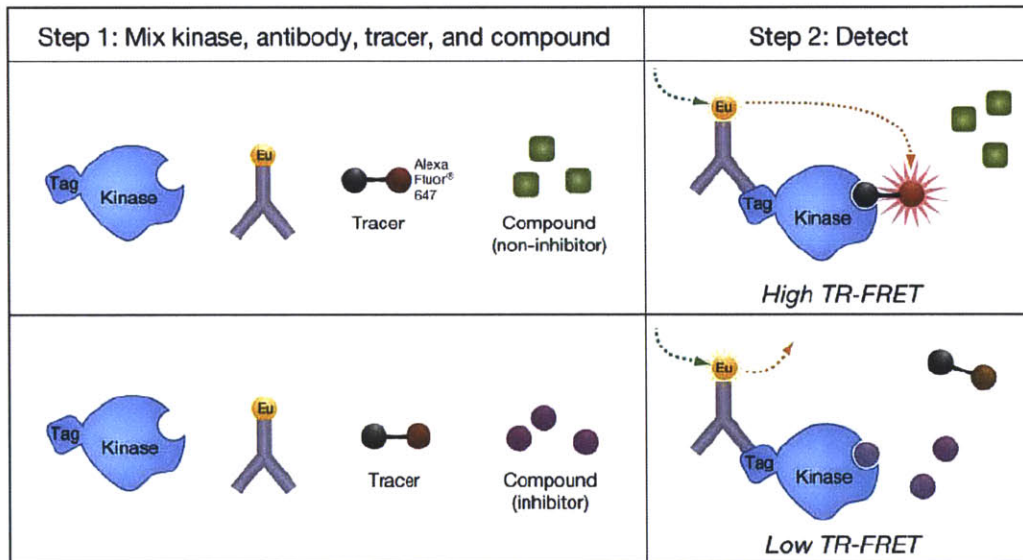 Step 1: Mix kinase, antibody, tracer, and compound
Step 2: Detect
Eu
Tag
Kinase
Eu
Alexa
Fluor®
647
Tracer
Compound
(non-inhibitor)
Eu
Tag
Kinase
High TR-FRET
Tag
Kinase
Eu
Tracer
Compound
(inhibitor)
Eu
Tag
Kinase
Low TR-FRET